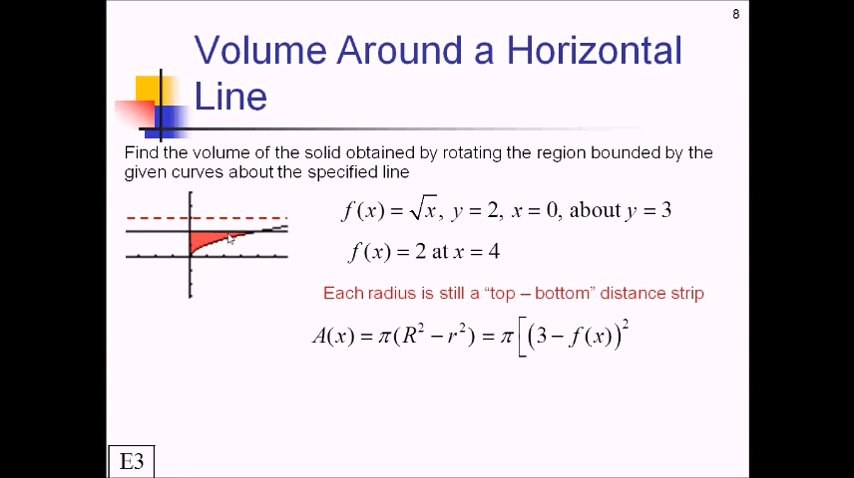 8
Volume Around a Horizontal
Line
Find the volume of the solid obtained by rotating the region bounded by the
given curves about the specified line
f(x) = √x, y = 2, x = 0, about y = 3
f(x) = 2 at x = 4
Each radius is still a “top – bottom” distance strip
A(x) = π(R² − r²) = π[(3 − f(x))²
E3